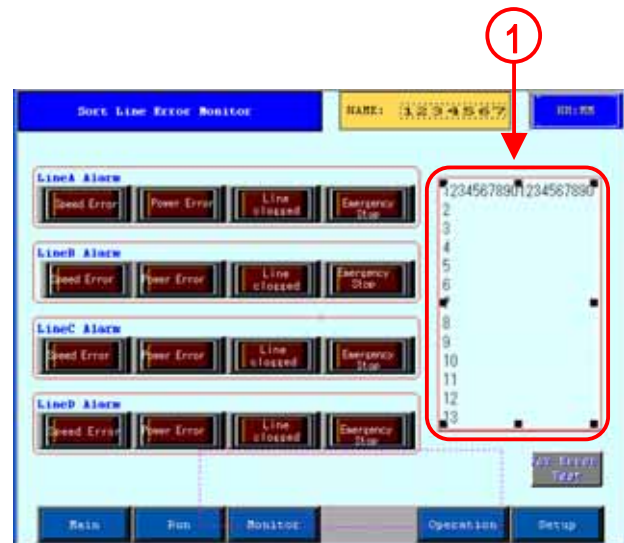 1
Sort Line Error Monitor
NAME: 1234567
HH:MM
LineA Alarm
Speed Error
Power Error
Line
clogged
Emergency
Stop
LineB Alarm
Speed Error
Power Error
Line
clogged
Emergency
Stop
LineC Alarm
Speed Error
Power Error
Line
clogged
Emergency
Stop
LineD Alarm
Speed Error
Power Error
Line
clogged
Emergency
Stop
12345678901234567890
2
3
4
5
6
7
8
9
10
11
12
13
Error
Main
Run
Monitor
Operation
Setup